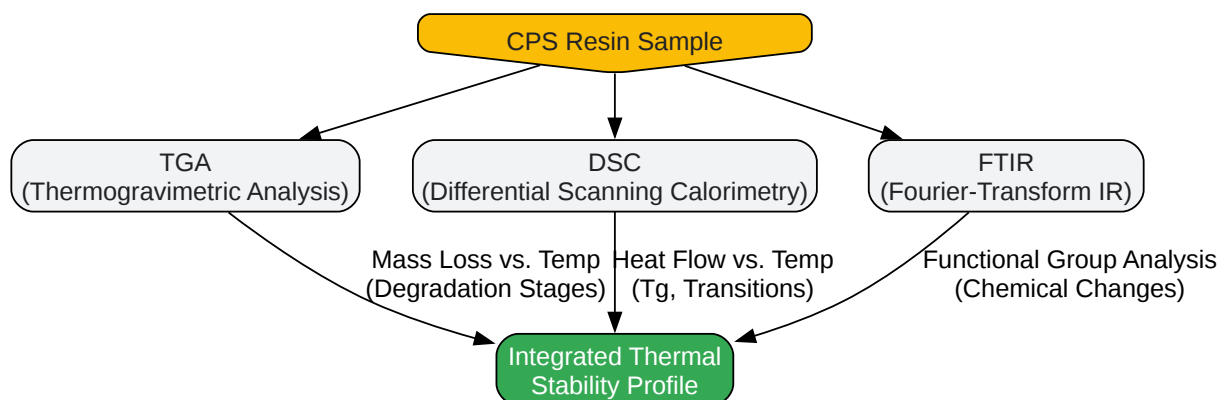 CPS Resin Sample
TGA
(Thermogravimetric Analysis)
DSC
(Differential Scanning Calorimetry)
FTIR
(Fourier-Transform IR)
Mass Loss vs. Temp
(Degradation Stages)
Heat Flow vs. Temp
(Tg, Transitions)
Functional Group Analysis
(Chemical Changes)
Integrated Thermal
Stability Profile